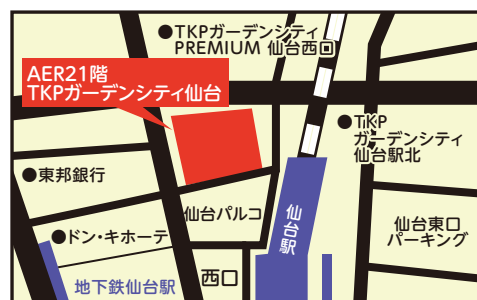 ●TKPガーデンシティ
PREMIUM 仙台西口
AER21階
TKPガーデンシティ仙台
●TKP
ガーデンシティ
仙台駅北
●東邦銀行
仙台パルコ
仙台駅
仙台東口
パーキング
●ドン・キホーテ
西口
地下鉄仙台駅